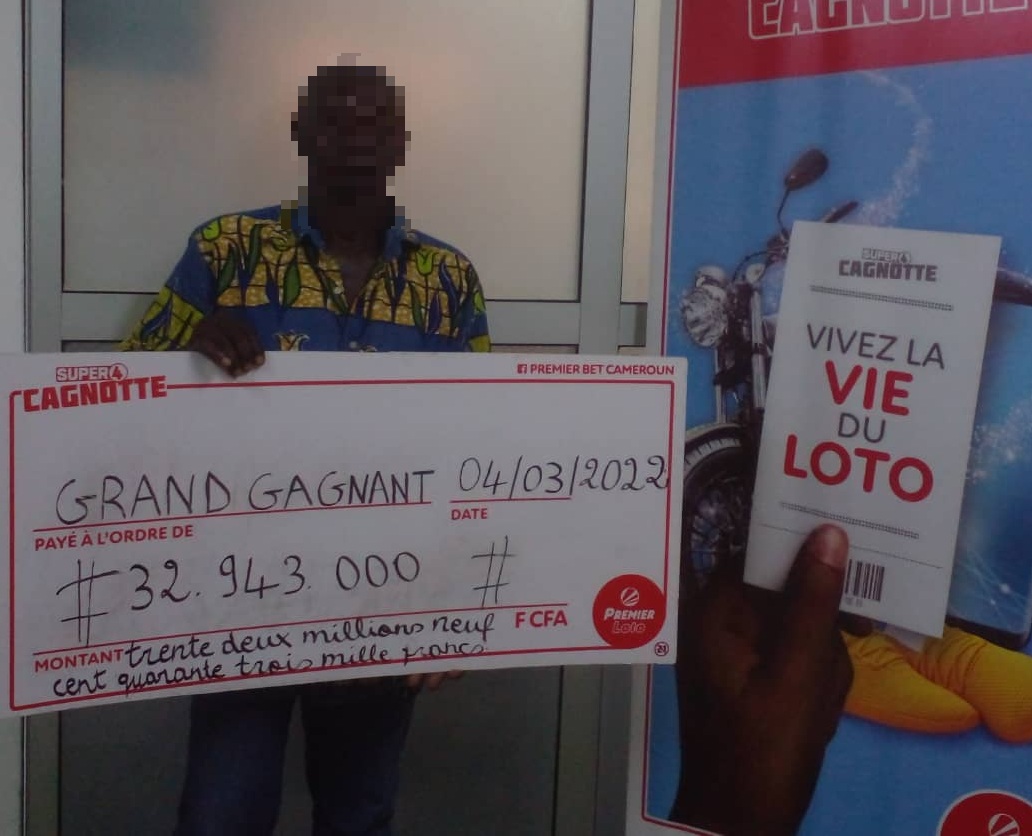 CAGNOTTE
SUPER 4
CAGNOTTE
PREMIER BET CAMEROUN
GRAND GAGNANT 04/03/2022
PAYÉ À L'ORDRE DE
DATE
# 32.943.000 #
F CFA
MONTANT trente deux millions neuf
cent quarante trois mille francs
PREMIER
Loto
21
SUPER 4
CAGNOTTE
VIVEZ LA
VIE
DU
LOTO